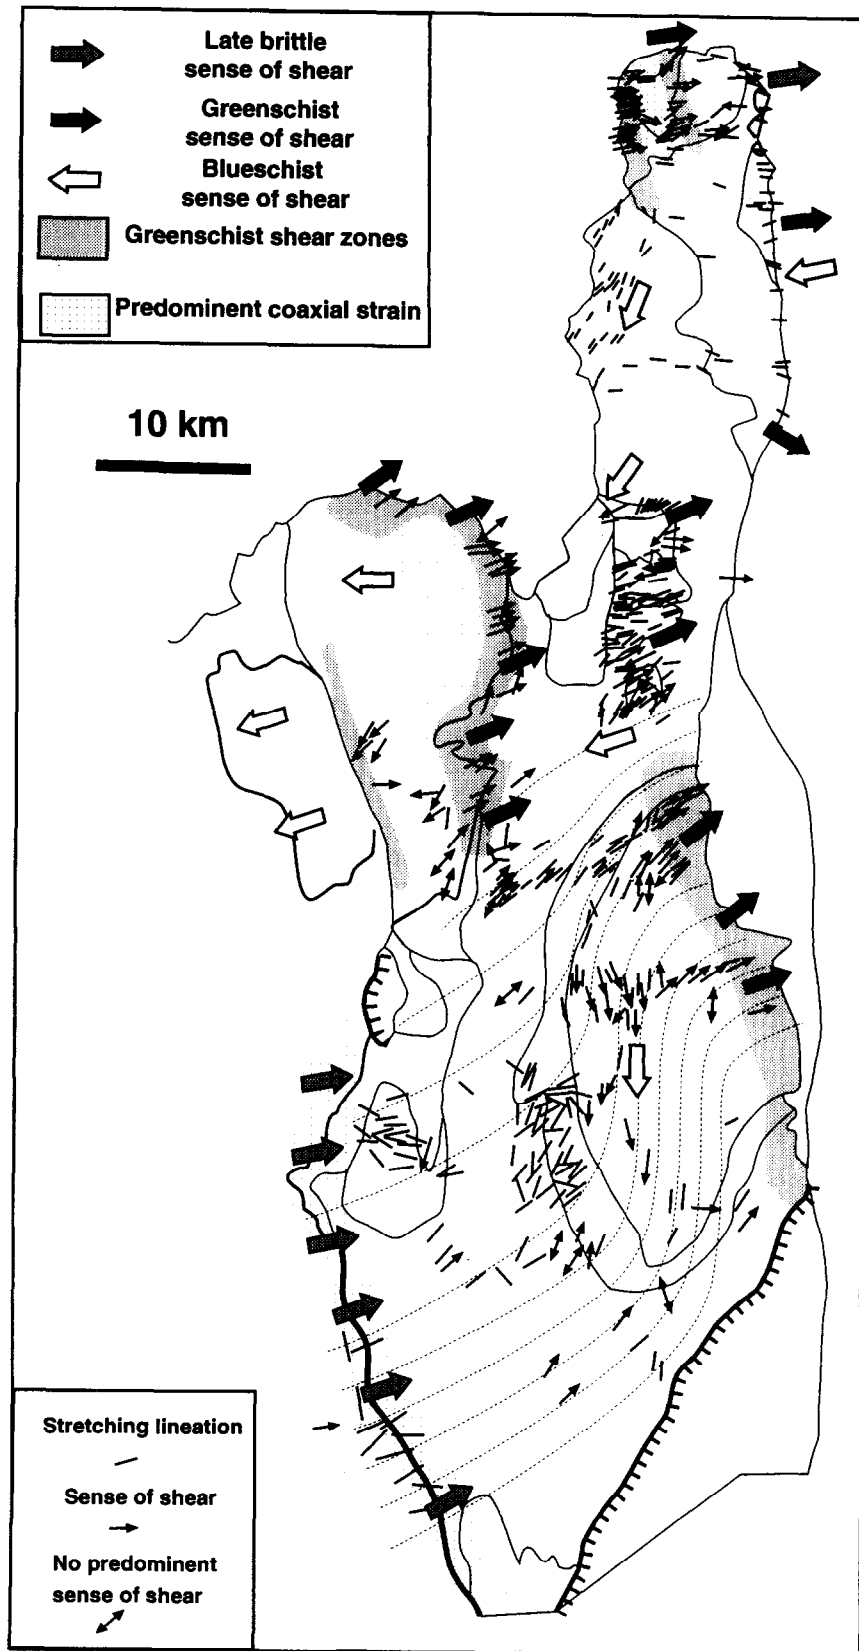 Late brittle
sense of shear
Greenschist
sense of shear
Blueschist
sense of shear
Greenschist shear zones
Predominent coaxial strain
10 km
Stretching lineation
Sense of shear
No predominent
sense of shear